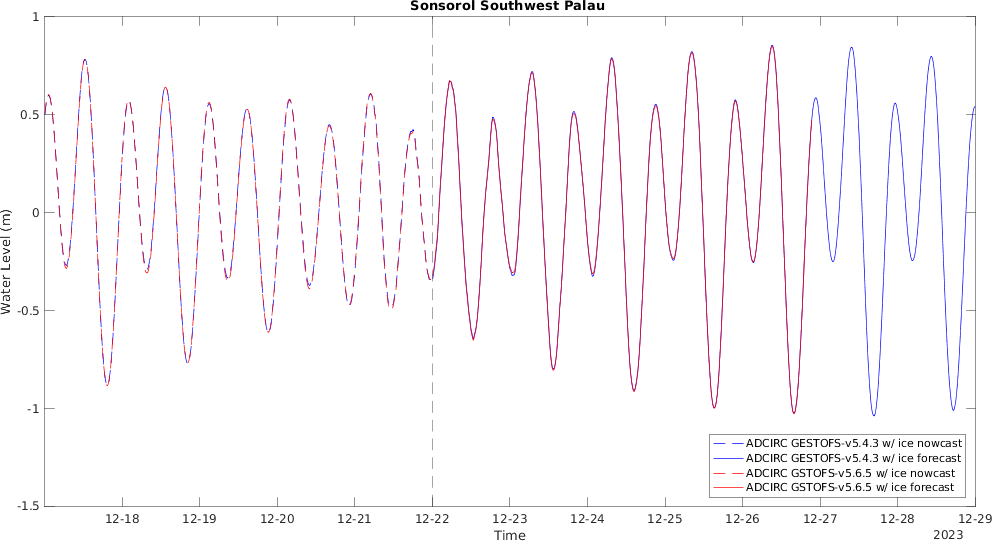 Sonsorol Southwest Palau
1
0.5
0
-0.5
-1
-1.5
Water Level (m)
12-18 12-19 12-20 12-21 12-22 12-23 12-24 12-25 12-26 12-27 12-28 12-29
Time
2023
ADCIRC GESTOFS-v5.4.3 w/ ice nowcast
ADCIRC GESTOFS-v5.4.3 w/ ice forecast
ADCIRC GSTOFS-v5.6.5 w/ ice nowcast
ADCIRC GSTOFS-v5.6.5 w/ ice forecast